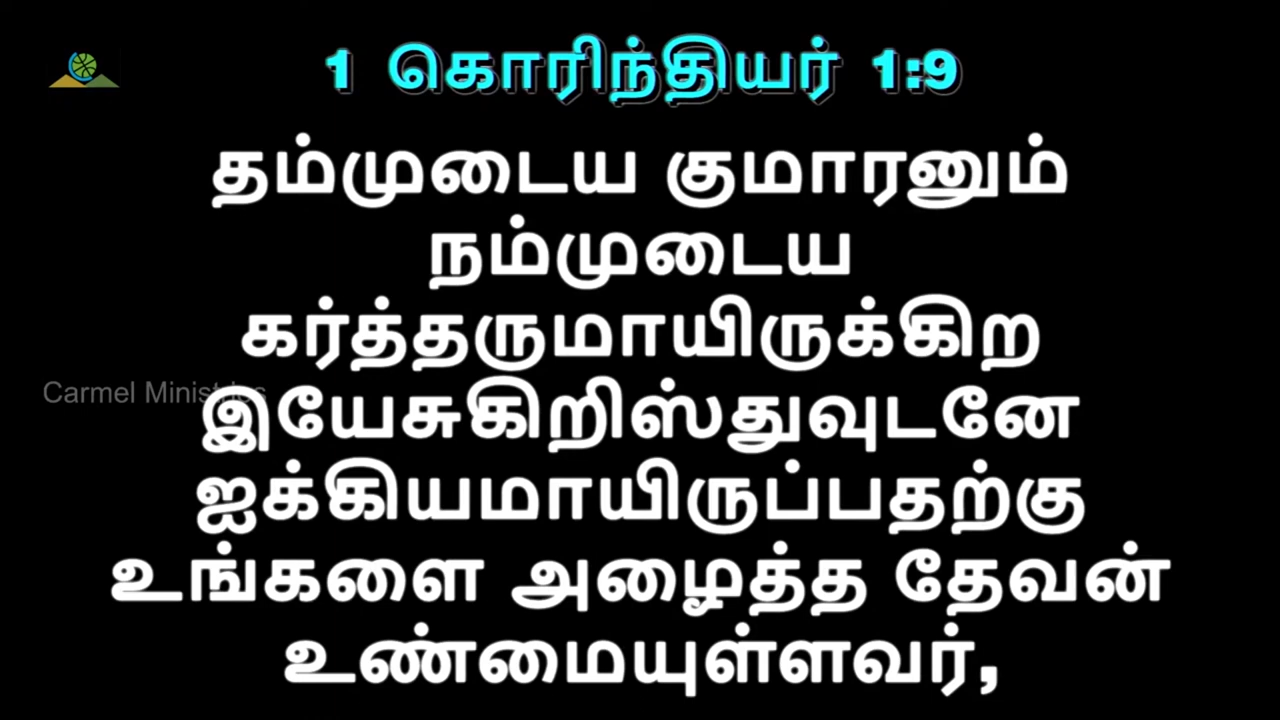 1 கொரிந்தியர் 1:9
தம்முடைய குமாரனும்
நம்முடைய
கர்த்தருமாயிருக்கிற
Carmel Ministries
இயேசுகிறிஸ்துவுடனே
ஐக்கியமாயிருப்பதற்கு
உங்களை அழைத்த தேவன்
உண்மையுள்ளவர்,